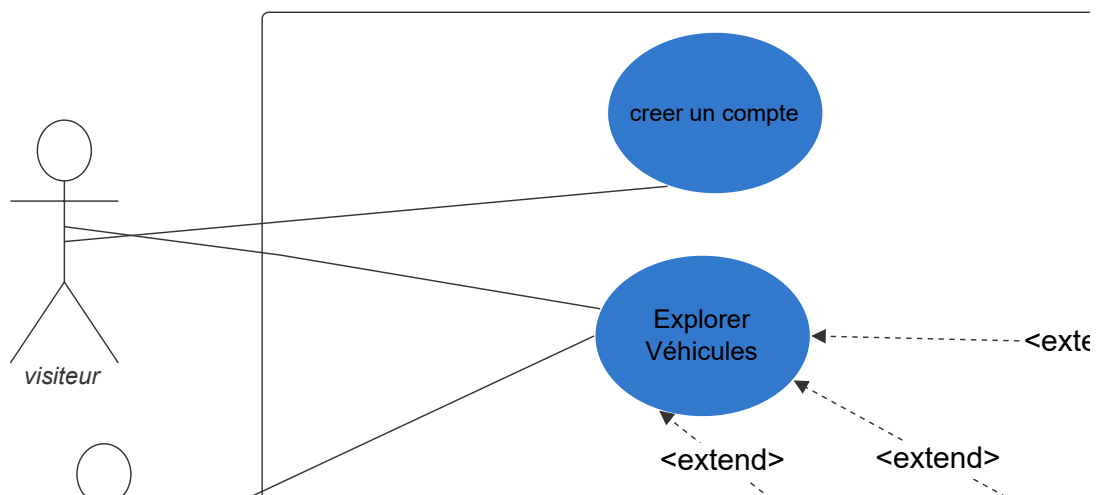 creer un compte
Explorer
Véhicules
visiteur
<extend>
<extend>